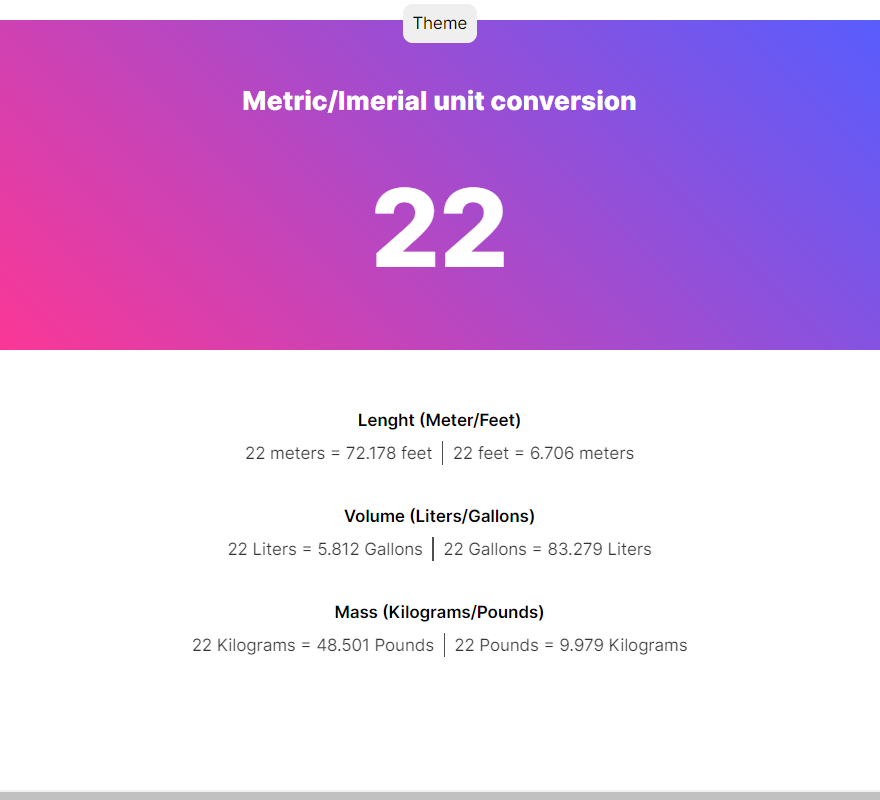 Theme
Metric/Imerial unit conversion
22
Lenght (Meter/Feet)
22 meters = 72.178 feet | 22 feet = 6.706 meters
Volume (Liters/Gallons)
22 Liters = 5.812 Gallons | 22 Gallons = 83.279 Liters
Mass (Kilograms/Pounds)
22 Kilograms = 48.501 Pounds | 22 Pounds = 9.979 Kilograms